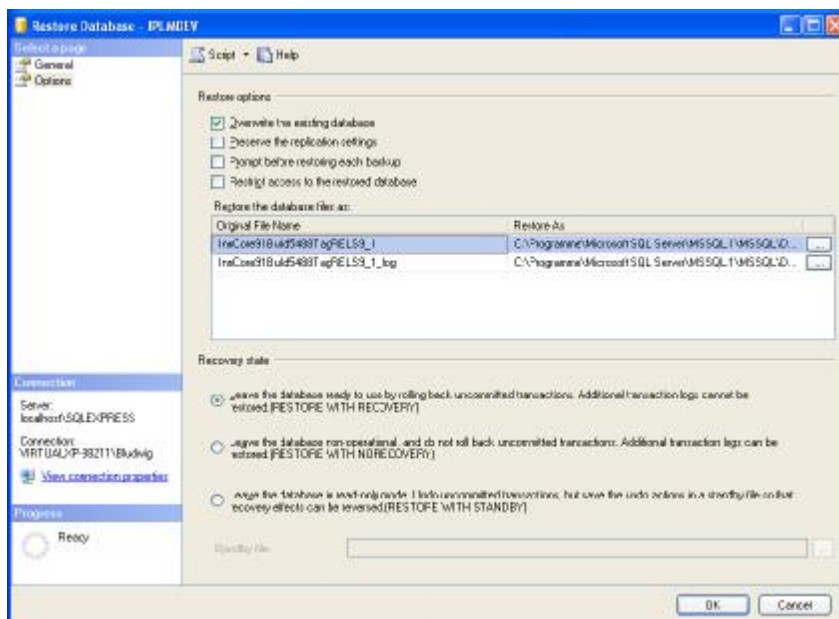 Restore Database - IPLMDEV
Select a page
General
Options
Script Help
Restore options
Overwrite the existing database
Preserve the replication settings
Prompt before restoring each backup
Restrict access to the restored database
Restore the database files as:
Original File Name Restore As
C:\Programme\Microsoft SQL Server\MSSQL.1\MSSQL\D... ...
C:\Programme\Microsoft SQL Server\MSSQL.1\MSSQL\D... ...
Recovery state
Leave the database ready to use by rolling back uncommitted transactions. Additional transaction logs cannot be
restored.(RESTORE WITH RECOVERY)
Leave the database non-operational, and do not roll back uncommitted transactions. Additional transaction logs can be
restored.(RESTORE WITH NORECOVERY)
Leave the database in read-only mode. Undo uncommitted transactions, but save the undo actions in a standby file so that
recovery effects can be reversed.(RESTORE WITH STANDBY)
Standby file:
Connection
Server:
localhost\SQLEXPRESS
Connection:
VIRTUALXP-38211\Bludwig
View connection properties
Progress
Ready
OK Cancel